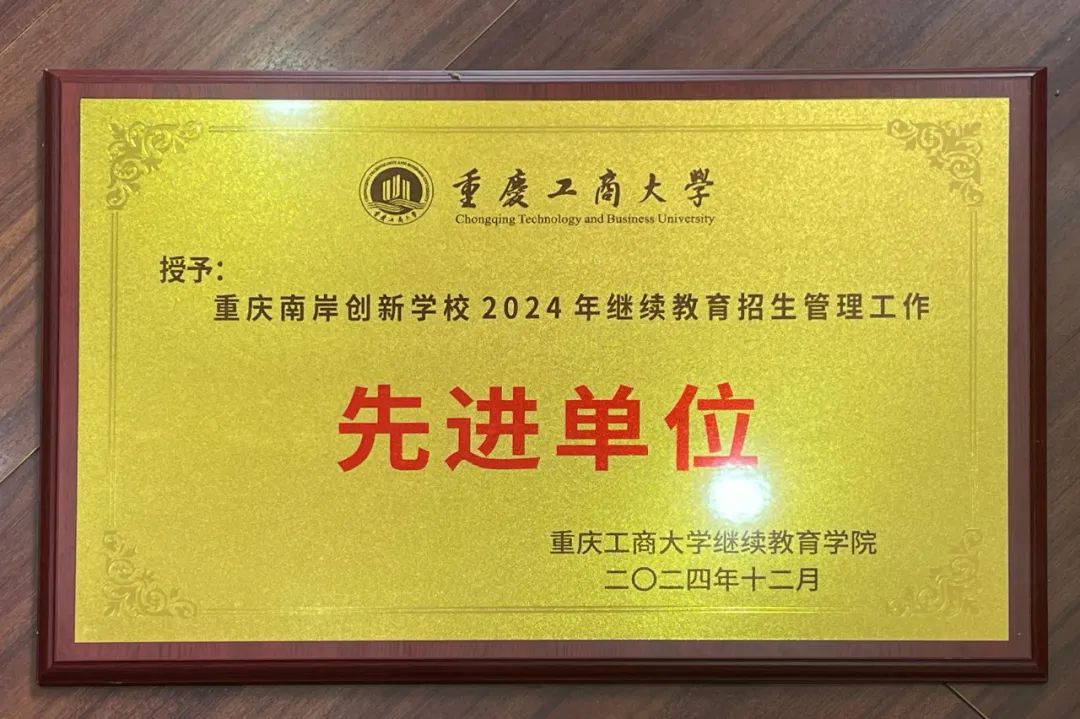 重慶工商大學
Chongqing Technology and Business University
授予：
重庆南岸创新学校2024年继续教育招生管理工作
先进单位
重庆工商大学继续教育学院
二〇二四年十二月